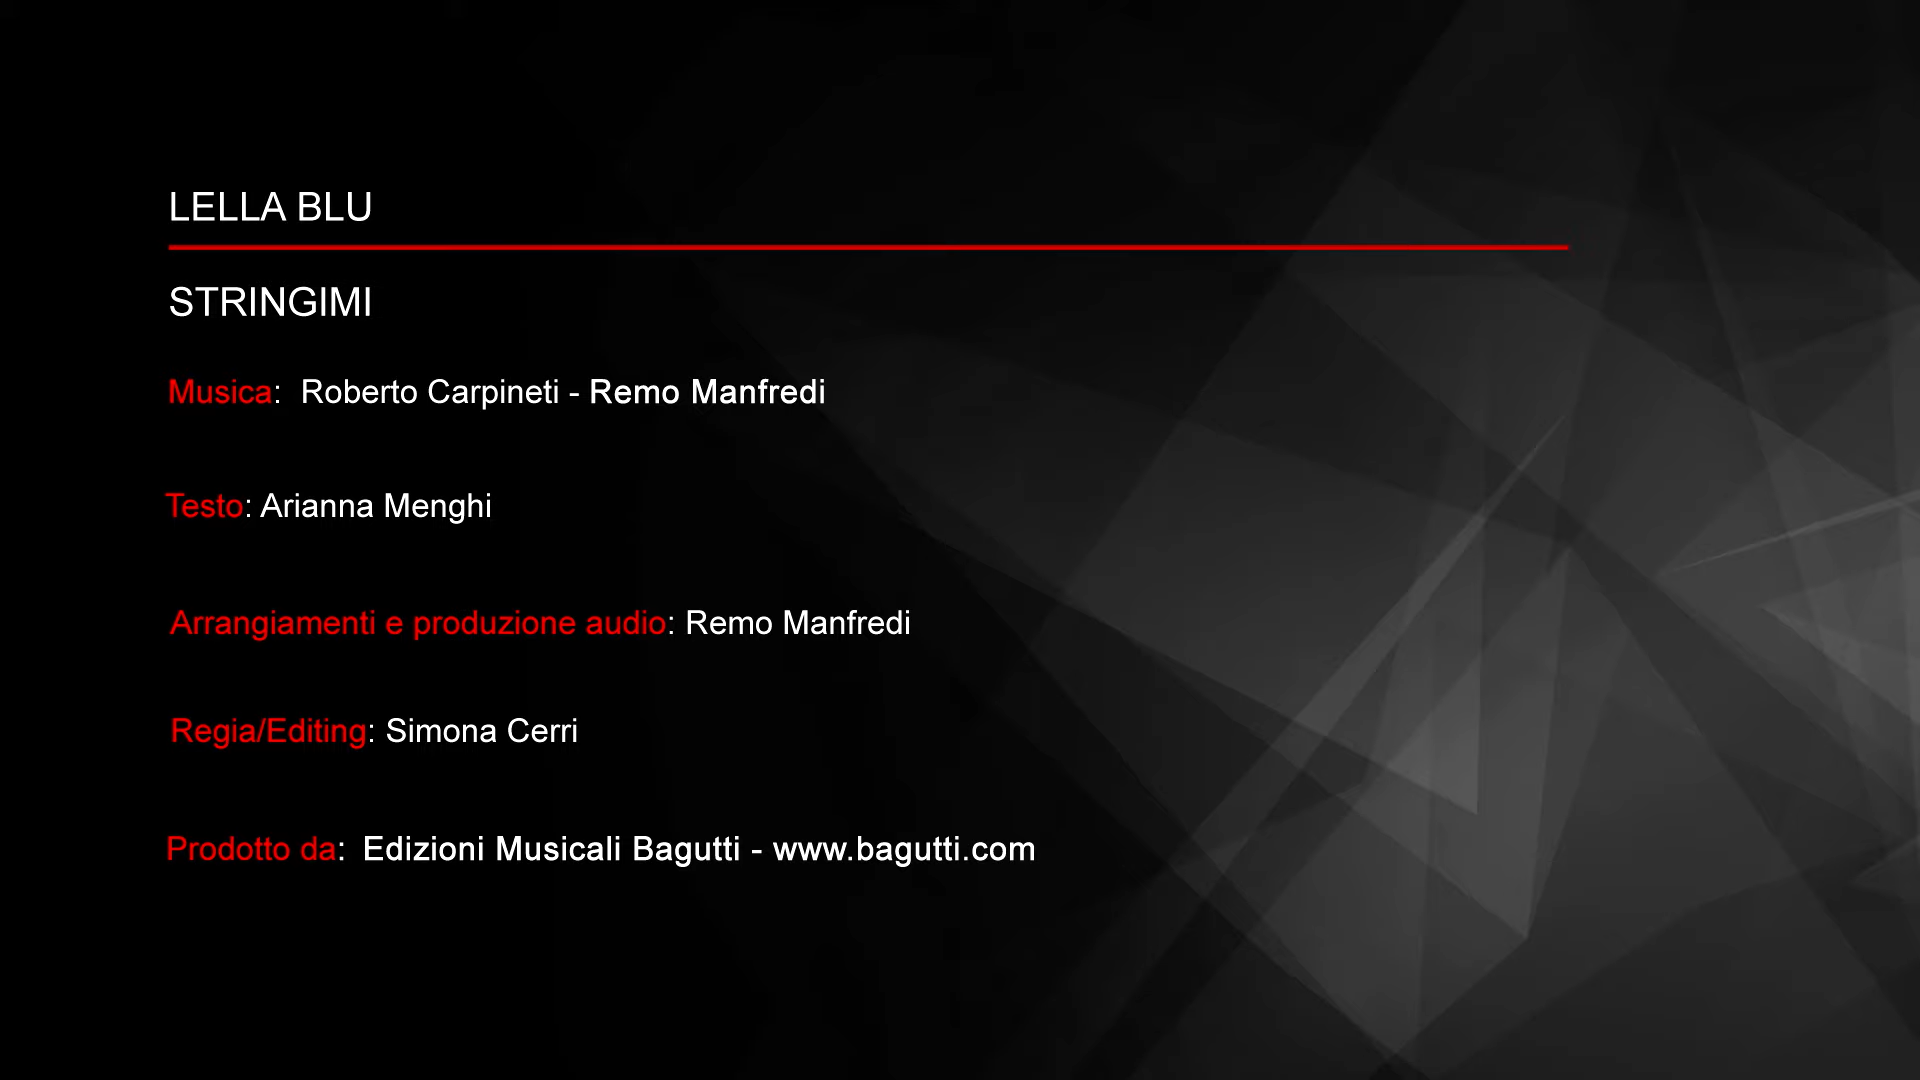 LELLA BLU
STRINGIMI
Musica: Roberto Carpineti - Remo Manfredi
Testo: Arianna Menghi
Arrangiamenti e produzione audio: Remo Manfredi
Regia/Editing: Simona Cerri
Prodotto da: Edizioni Musicali Bagutti - www.bagutti.com